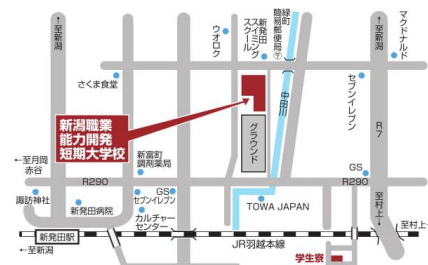 ←至新潟
ウオロク
新発田
スイミング
スクール
緑町
簡易郵便局〒
←至新潟
マクドナルド
さくま食堂
中田川
セブンイレブン
新潟職業
能力開発
短期大学校
グラウンド
R7
←至月岡
赤谷
新富町
調剤薬局
GS
R290
R290
諏訪神社
新発田病院
GS
セブンイレブン
カルチャー
センター
TOWA JAPAN
至村上→
新発田駅
←至新潟
JR羽越本線
至村上→
学生寮